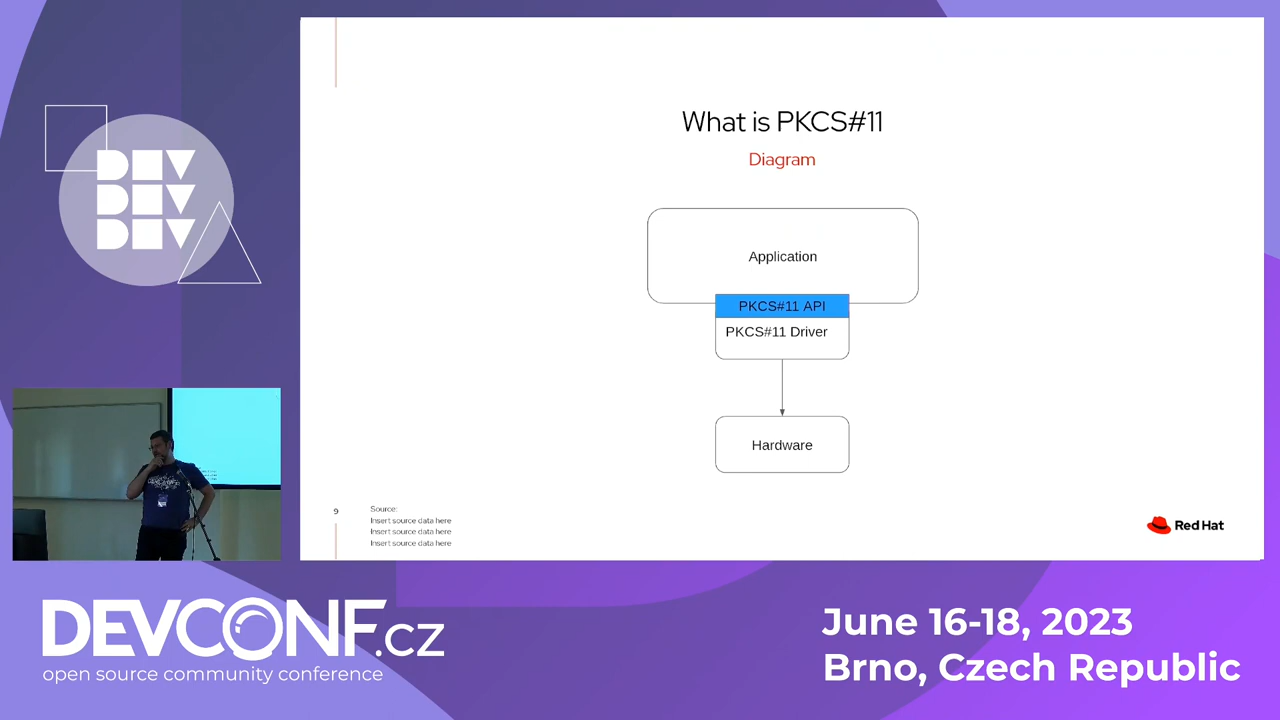 DEV
DEV
DEV
What is PKCS#11
Diagram
Application
PKCS#11 API
PKCS#11 Driver
Hardware
9
Source:
Insert source data here
Insert source data here
Insert source data here
Red Hat
DEVCONF.cz
open source community conference
June 16-18, 2023
Brno, Czech Republic